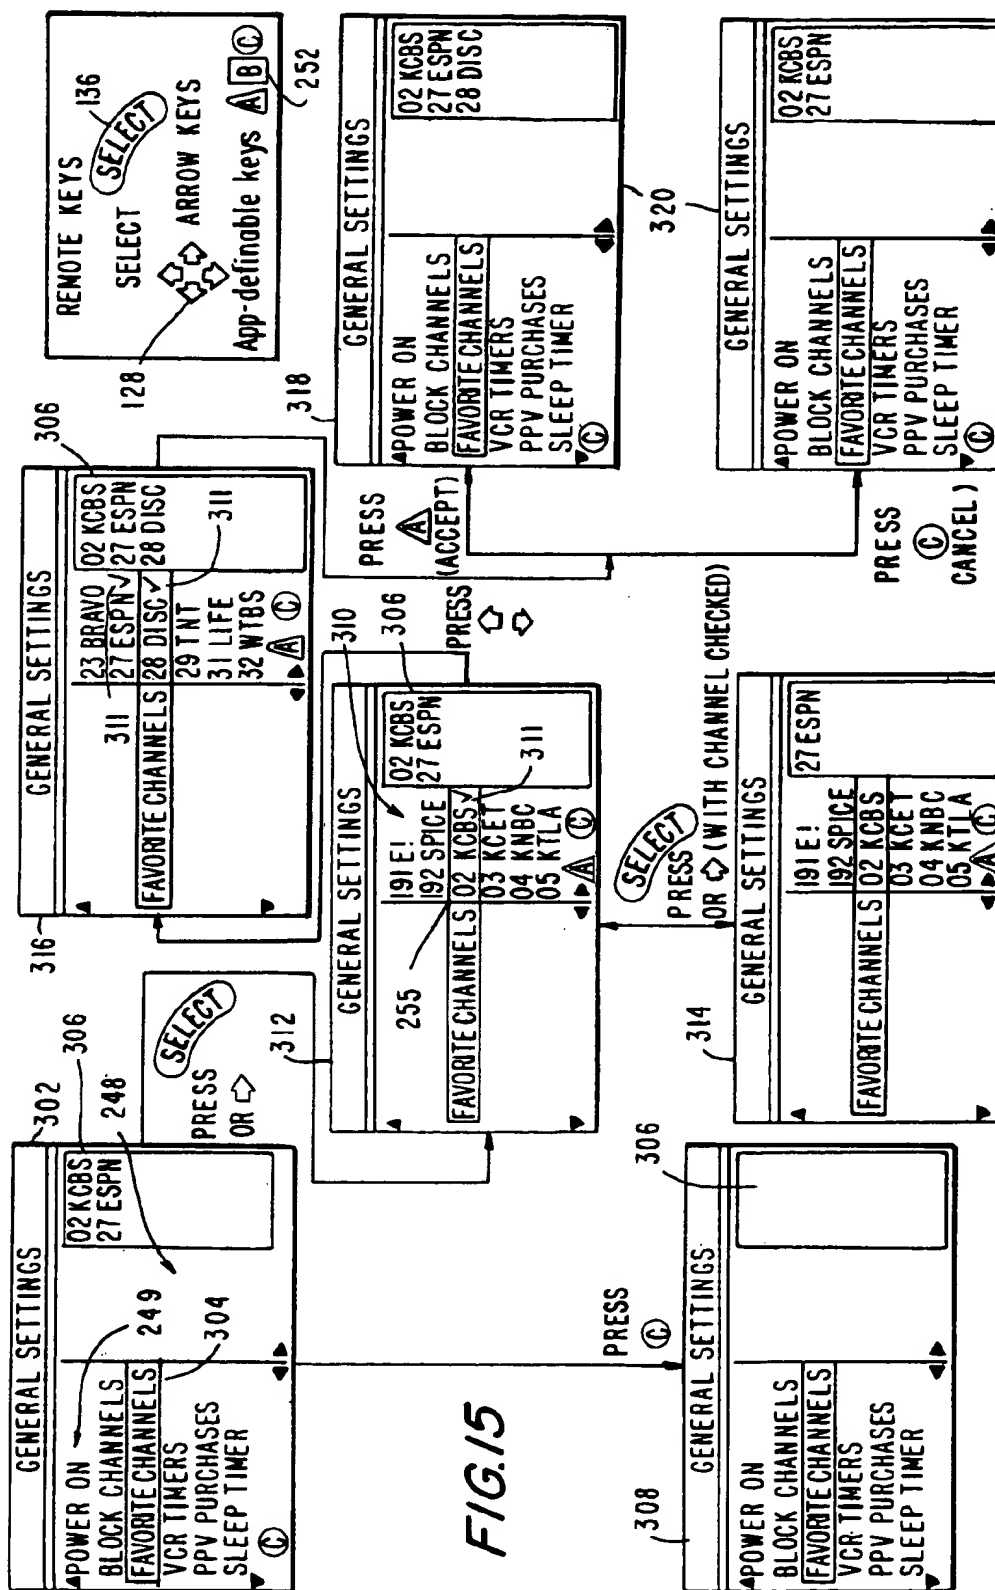 GENERAL SETTINGS
302
POWER ON
BLOCK CHANNELS
FAVORITE CHANNELS
VCR TIMERS
PPV PURCHASES
SLEEP TIMER
C
249
304
248
02 KCBS
27 ESPN
306
PRESS
SELECT
OR
PRESS
C
308
GENERAL SETTINGS
POWER ON
BLOCK CHANNELS
FAVORITE CHANNELS
VCR TIMERS
PPV PURCHASES
SLEEP TIMER
306
FIG.15
316
GENERAL SETTINGS
FAVORITE CHANNELS
23 BRAVO
27 ESPN ✓
28 DISC ✓
29 TNT
31 LIFE
32 WTBS
A C
311
311
02 KCBS
27 ESPN
28 DISC
306
312
GENERAL SETTINGS
255
FAVORITE CHANNELS
191 E!
192 SPICE
02 KCBS ✓
03 KCET
04 KNBC
05 KTLA
A C
310
02 KCBS
27 ESPN
306
311
PRESS
SELECT
PRESS
OR (WITH CHANNEL CHECKED)
314
GENERAL SETTINGS
FAVORITE CHANNELS
191 E!
192 SPICE
02 KCBS
03 KCET
04 KNBC
05 KTLA
A C
27 ESPN
REMOTE KEYS
136
SELECT
SELECT
ARROW KEYS
128
App-definable keys A B C
252
318
GENERAL SETTINGS
POWER ON
BLOCK CHANNELS
FAVORITE CHANNELS
VCR TIMERS
PPV PURCHASES
SLEEP TIMER
C
02 KCBS
27 ESPN
28 DISC
PRESS
A
(ACCEPT)
320
PRESS
C
CANCEL)
GENERAL SETTINGS
POWER ON
BLOCK CHANNELS
FAVORITE CHANNELS
VCR TIMERS
PPV PURCHASES
SLEEP TIMER
C
02 KCBS
27 ESPN